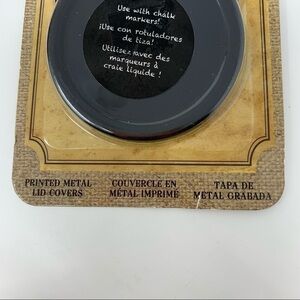 Use with chalk
markers!
¡Use con rotuladores
de tiza!
Utilisez avec des
marqueurs à
craie liquide !
PRINTED METAL
LID COVERS
COUVERCLE EN
MÉTAL IMPRIMÉ
TAPA DE
METAL GRABADA